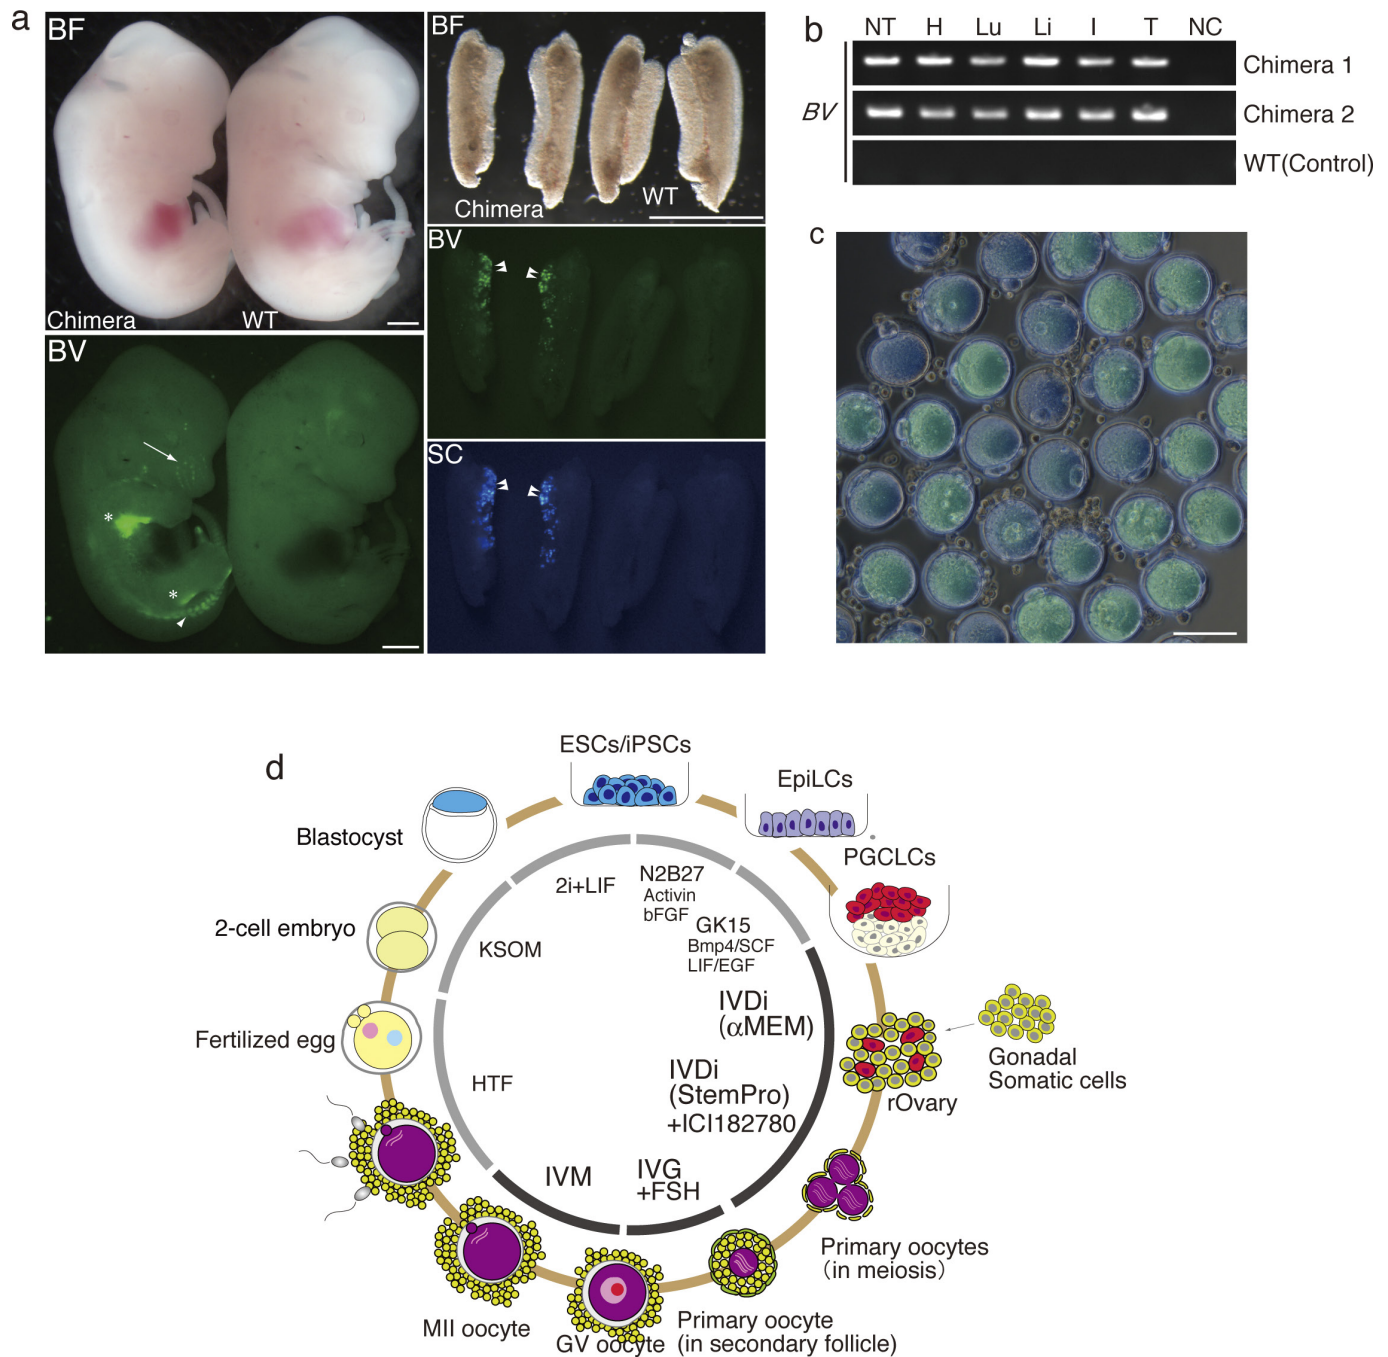 a
BF
Chimera
WT
BV
*
*
BF
Chimera
WT
BV
SC
b
NT H Lu Li I T NC
BV
Chimera 1
Chimera 2
WT(Control)
c
d
ESCs/iPSCs
EpiLCs
PGCLCs
Gonadal
Somatic cells
rOvary
Primary oocytes
(in meiosis)
Primary oocyte
(in secondary follicle)
GV oocyte
MII oocyte
Fertilized egg
2-cell embryo
Blastocyst
2i+LIF
N2B27
Activin
bFGF
GK15
Bmp4/SCF
LIF/EGF
IVDi
(αMEM)
IVDi
(StemPro)
+ICI182780
IVG
+FSH
IVM
HTF
KSOM